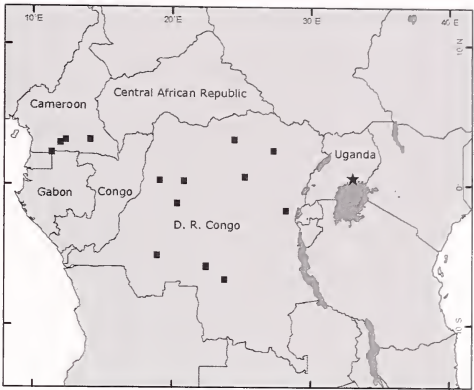 10˚E 20˚E 30˚E 40˚E
10˚N
Central African Republic
Cameroon
Uganda
Gabon Congo
0˚
D. R. Congo
10˚S